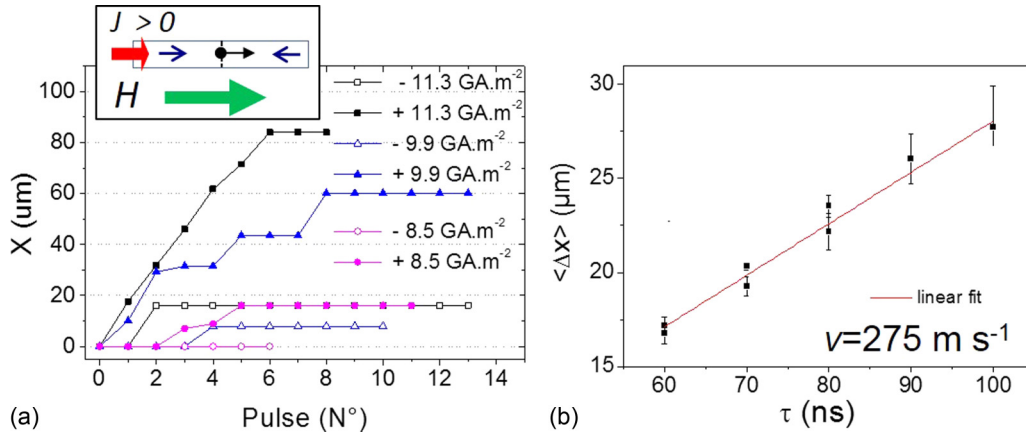 J > 0
H
- 11.3 GA.m-2
+ 11.3 GA.m-2
- 9.9 GA.m-2
+ 9.9 GA.m-2
- 8.5 GA.m-2
+ 8.5 GA.m-2
100
80
60
40
20
0
X (um)
0 2 4 6 8 10 12 14
Pulse (N°)
(a)
30
25
20
15
<Δx> (μm)
linear fit
v=275 m s-1
60 70 80 90 100
τ (ns)
(b)